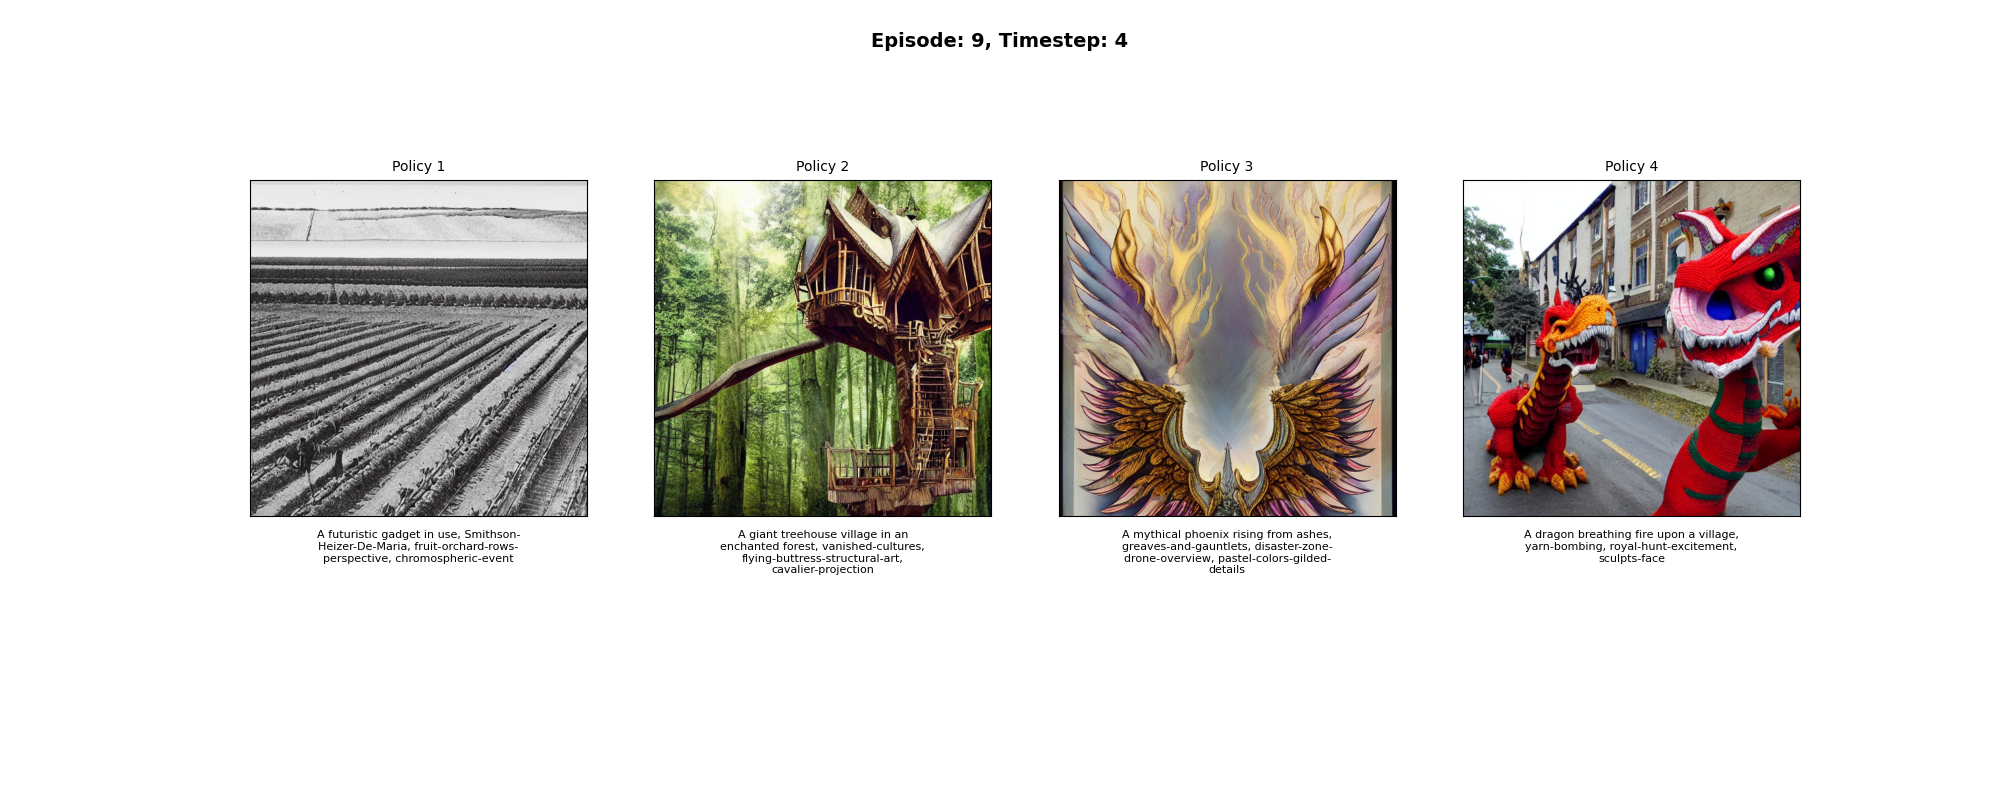 Episode: 9, Timestep: 4
Policy 1
Policy 2
Policy 3
Policy 4
A futuristic gadget in use, Smithson-
Heizer-De-Maria, fruit-orchard-rows-
perspective, chromospheric-event
A giant treehouse village in an
enchanted forest, vanished-cultures,
flying-buttress-structural-art,
cavalier-projection
A mythical phoenix rising from ashes,
greaves-and-gauntlets, disaster-zone-
drone-overview, pastel-colors-gilded-
details
A dragon breathing fire upon a village,
yarn-bombing, royal-hunt-excitement,
sculpts-face